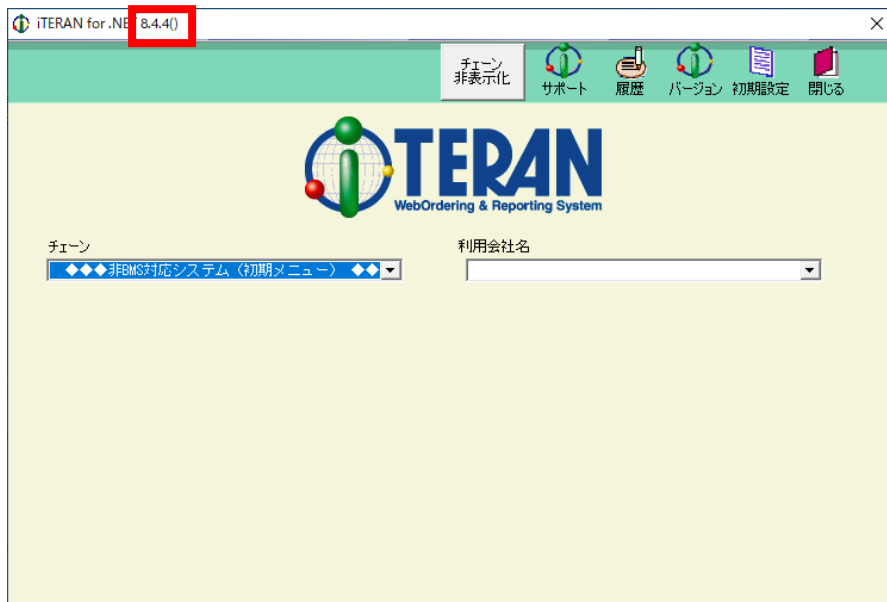 iTERAN for .NET 8.4.4()
チェーン
非表示化
サポート
履歴
バージョン
初期設定
閉じる
iTERAN
WebOrdering & Reporting System
チェーン
利用会社名
◆◆◆非BMS対応システム（初期メニュー） ◆◆